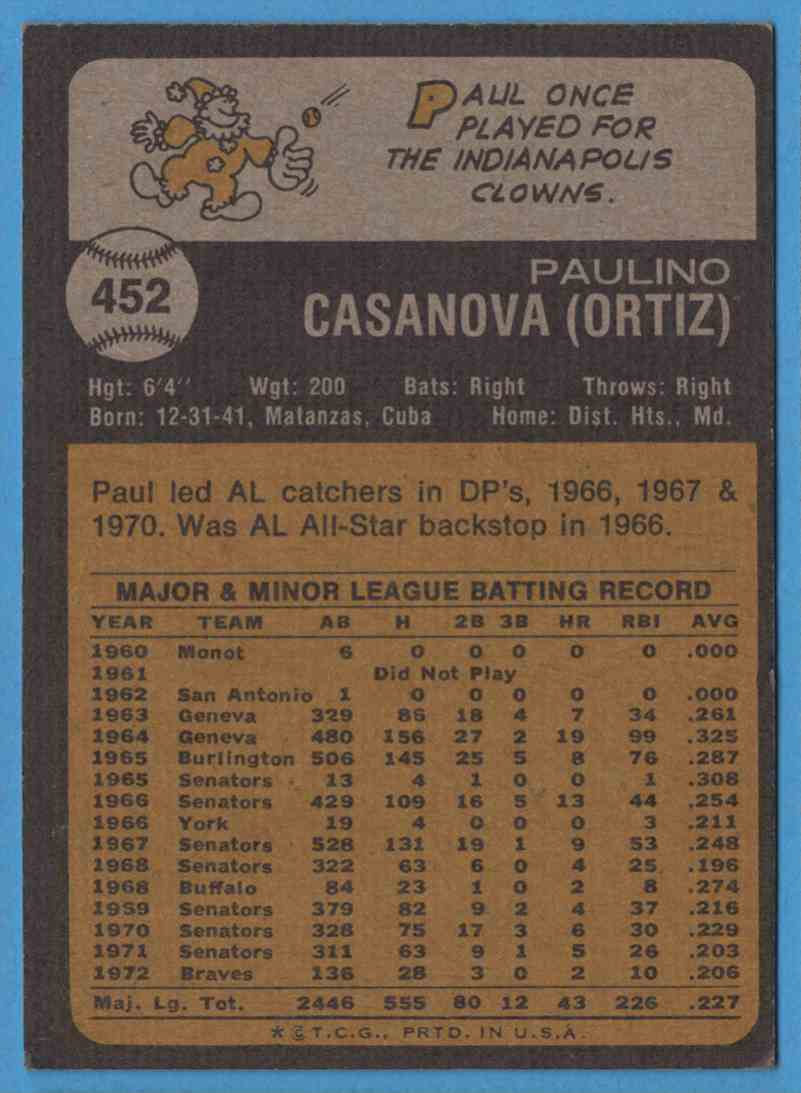 PAUL ONCE
PLAYED FOR
THE INDIANAPOLIS
CLOWNS.
452
PAULINO
CASANOVA (ORTIZ)
Hgt: 6'4" Wgt: 200 Bats: Right Throws: Right
Born: 12-31-41, Matanzas, Cuba Home: Dist. Hts., Md.
Paul led AL catchers in DP's, 1966, 1967 &
1970. Was AL All-Star backstop in 1966.
MAJOR & MINOR LEAGUE BATTING RECORD
YEAR TEAM AB H 2B 3B HR RBI AVG
1960 Monot 6 0 0 0 0 0 .000
1961 Did Not Play
1962 San Antonio 1 0 0 0 0 0 .000
1963 Geneva 329 86 18 4 7 34 .261
1964 Geneva 480 156 27 2 19 99 .325
1965 Burlington 506 145 25 5 8 76 .287
1965 Senators 13 4 1 0 0 1 .308
1966 Senators 429 109 16 5 13 44 .254
1966 York 19 4 0 0 0 3 .211
1967 Senators 528 131 19 1 9 53 .248
1968 Senators 322 63 6 0 4 25 .196
1968 Buffalo 84 23 1 0 2 8 .274
1959 Senators 379 82 9 2 4 37 .216
1970 Senators 328 75 17 3 6 30 .229
1971 Senators 311 63 9 1 5 26 .203
1972 Braves 136 28 3 0 2 10 .206
Maj. Lg. Tot. 2446 555 80 12 43 226 .227
* © T.C.G., PRTD. IN U.S.A.